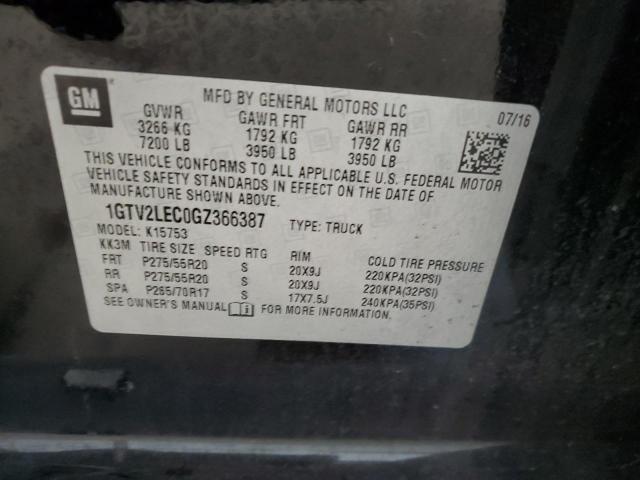 GM
MFD BY GENERAL MOTORS LLC
07/16
GVWR GAWR FRT GAWR RR
3266 KG 1792 KG 1792 KG
7200 LB 3950 LB 3950 LB
THIS VEHICLE CONFORMS TO ALL APPLICABLE U.S. FEDERAL MOTOR
VEHICLE SAFETY STANDARDS IN EFFECT ON THE DATE OF
MANUFACTURE SHOWN ABOVE.
1GTV2LEC0GZ366387 TYPE: TRUCK
MODEL: K15753
KK3M TIRE SIZE SPEED RTG RIM COLD TIRE PRESSURE
FRT P275/55R20 S 20X9J 220KPA(32PSI)
RR P275/55R20 S 20X9J 220KPA(32PSI)
SPA P265/70R17 S 17X7.5J 240KPA(35PSI)
SEE OWNER'S MANUAL FOR MORE INFORMATION.